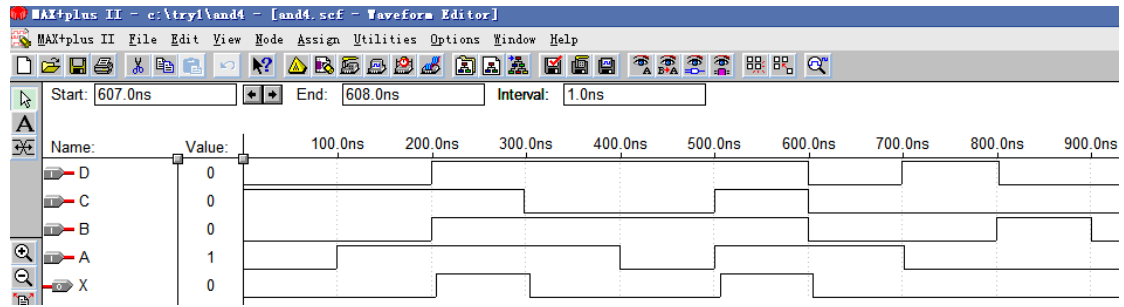 MAX+plus II - c:\try1\and4 - [and4.scf - Waveform Editor]
MAX+plus II File Edit View Node Assign Utilities Options Window Help
Start: 607.0ns End: 608.0ns Interval: 1.0ns
A
Name: Value: 100.0ns 200.0ns 300.0ns 400.0ns 500.0ns 600.0ns 700.0ns 800.0ns 900.0ns
D 0
C 0
B 0
A 1
X 0